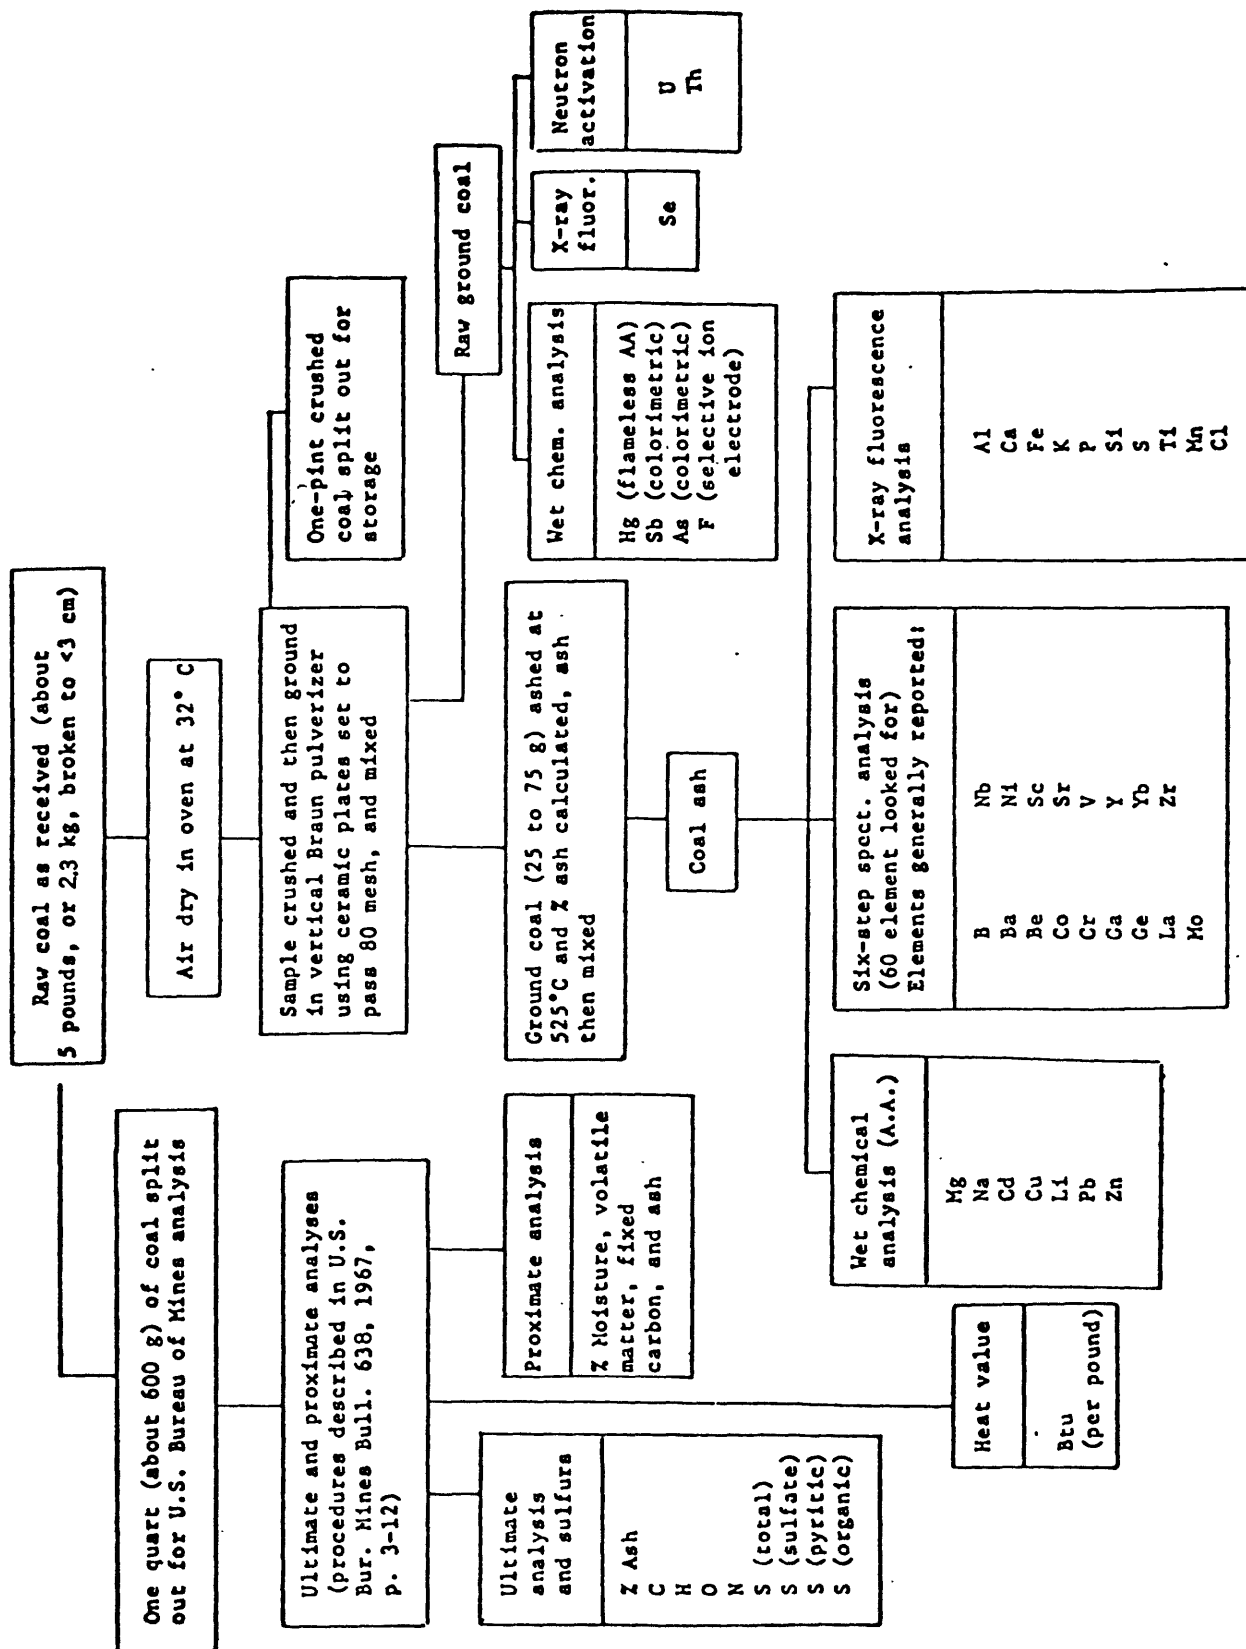 Raw coal as received (about
5 pounds, or 2.3 kg, broken to <3 cm)
One quart (about 600 g) of coal split
out for U.S. Bureau of Mines analysis
Air dry in oven at 32° C
Ultimate and proximate analyses
(procedures described in U.S.
Bur. Mines Bull. 638, 1967,
p. 3-12)
Sample crushed and then ground
in vertical Braun pulverizer
using ceramic plates set to
pass 80 mesh, and mixed
One-pint crushed
coal split out for
storage
Raw ground coal
Ultimate
analysis
and sulfurs
% Ash
C
H
O
N
S (total)
S (sulfate)
S (pyritic)
S (organic)
Proximate analysis
% Moisture, volatile
matter, fixed
carbon, and ash
Ground coal (25 to 75 g) ashed at
525°C and % ash calculated, ash
then mixed
Wet chem. analysis
Hg (flameless AA)
Sb (colorimetric)
As (colorimetric)
F (selective ion
electrode)
X-ray
fluor.
Se
Neutron
activation
U
Th
Coal ash
Heat value
Btu
(per pound)
Wet chemical
analysis (A.A.)
Mg
Na
Cd
Cu
Li
Pb
Zn
Six-step spct. analysis
(60 element looked for)
Elements generally reported:
B Nb
Ba Ni
Be Sc
Co Sr
Cr V
Ga Y
Ge Yb
La Zr
Mo
X-ray fluorescence
analysis
Al
Ca
Fe
K
P
Si
S
Ti
Mn
Cl